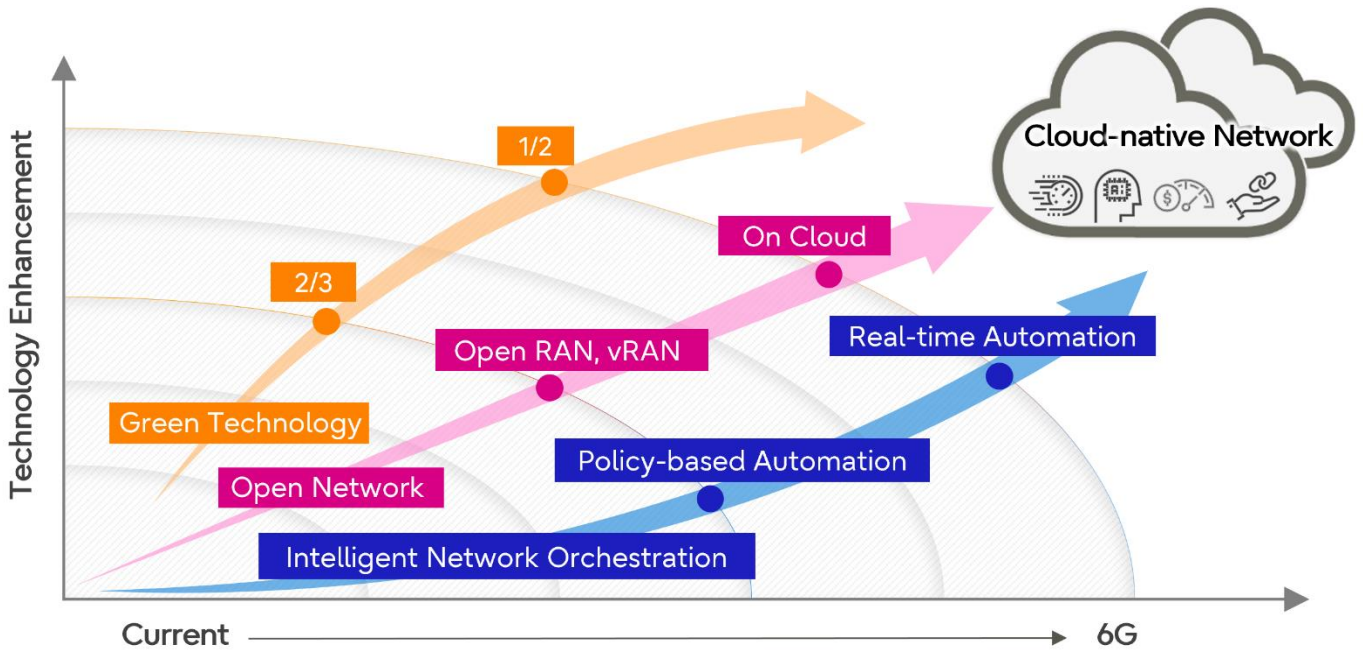 Technology Enhancement
Cloud-native Network
AI
$
1/2
On Cloud
2/3
Real-time Automation
Open RAN, vRAN
Green Technology
Policy-based Automation
Open Network
Intelligent Network Orchestration
Current
6G